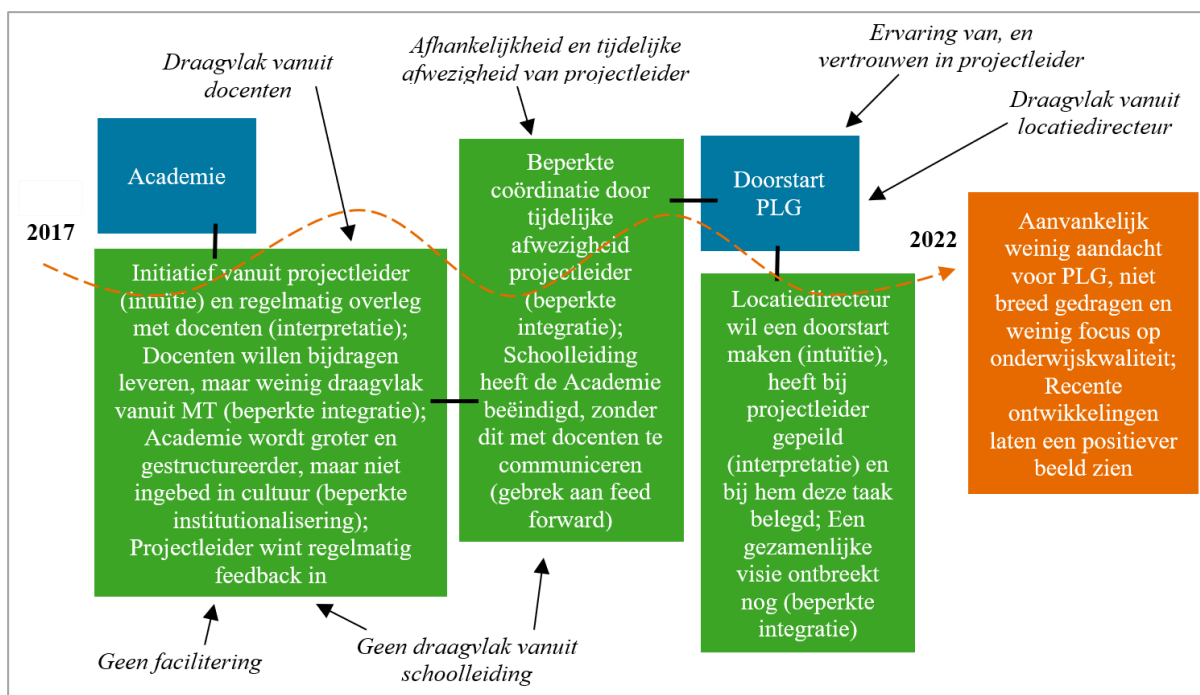 Draagvlak vanuit
docenten
Afhankelijkheid en tijdelijke
afwezigheid van projectleider
Ervaring van, en
vertrouwen in projectleider
Draagvlak vanuit
locatiedirecteur
2017
Academie
Initiatief vanuit projectleider
(intuïtie) en regelmatig overleg
met docenten (interpretatie);
Docenten willen bijdragen
leveren, maar weinig draagvlak
vanuit MT (beperkte integratie);
Academie wordt groter en
gestructureerder, maar niet
ingebed in cultuur (beperkte
institutionalisering);
Projectleider wint regelmatig
feedback in
Beperkte
coördinatie door
tijdelijke
afwezigheid
projectleider
(beperkte
integratie);
Schoolleiding
heeft de Academie
beëindigd, zonder
dit met docenten te
communiceren
(gebrek aan feed
forward)
Doorstart
PLG
Locatiedirecteur
wil een doorstart
maken (intuïtie),
heeft bij
projectleider
gepeild
(interpretatie) en
bij hem deze taak
belegd; Een
gezamenlijke
visie ontbreekt
nog (beperkte
integratie)
2022
Aanvankelijk
weinig aandacht
voor PLG, niet
breed gedragen en
weinig focus op
onderwijskwaliteit;
Recente
ontwikkelingen
laten een positiever
beeld zien
Geen facilitering
Geen draagvlak vanuit
schoolleiding